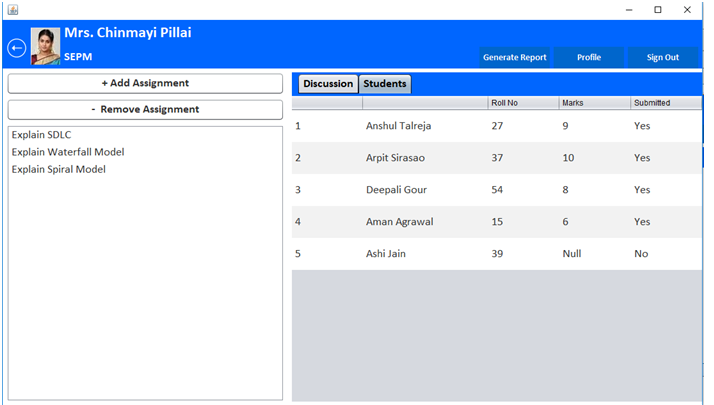 Mrs. Chinmayi Pillai
SEPM
Generate Report Profile Sign Out
+ Add Assignment
- Remove Assignment
Explain SDLC
Explain Waterfall Model
Explain Spiral Model
Discussion Students
Roll No Marks Submitted
1 Anshul Talreja 27 9 Yes
2 Arpit Sirasao 37 10 Yes
3 Deepali Gour 54 8 Yes
4 Aman Agrawal 15 6 Yes
5 Ashi Jain 39 Null No